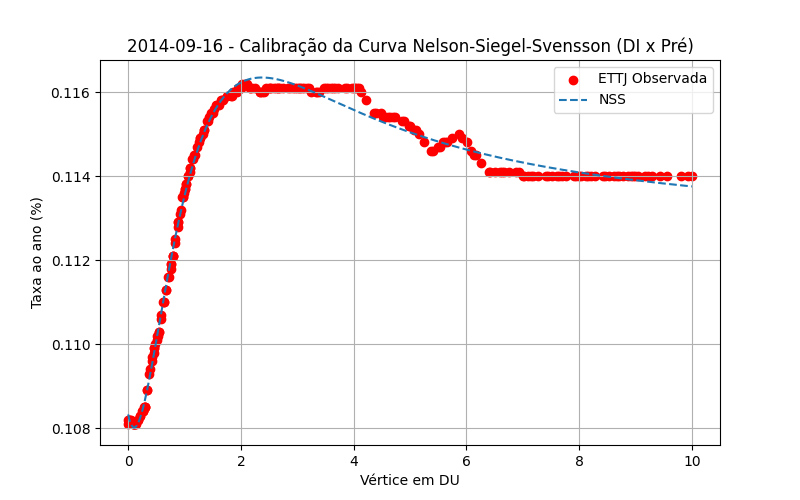 2014-09-16 - Calibração da Curva Nelson-Siegel-Svensson (DI x Pré)
ETTJ Observada
NSS
Taxa ao ano (%)
0.116
0.114
0.112
0.110
0.108
0 2 4 6 8 10
Vértice em DU